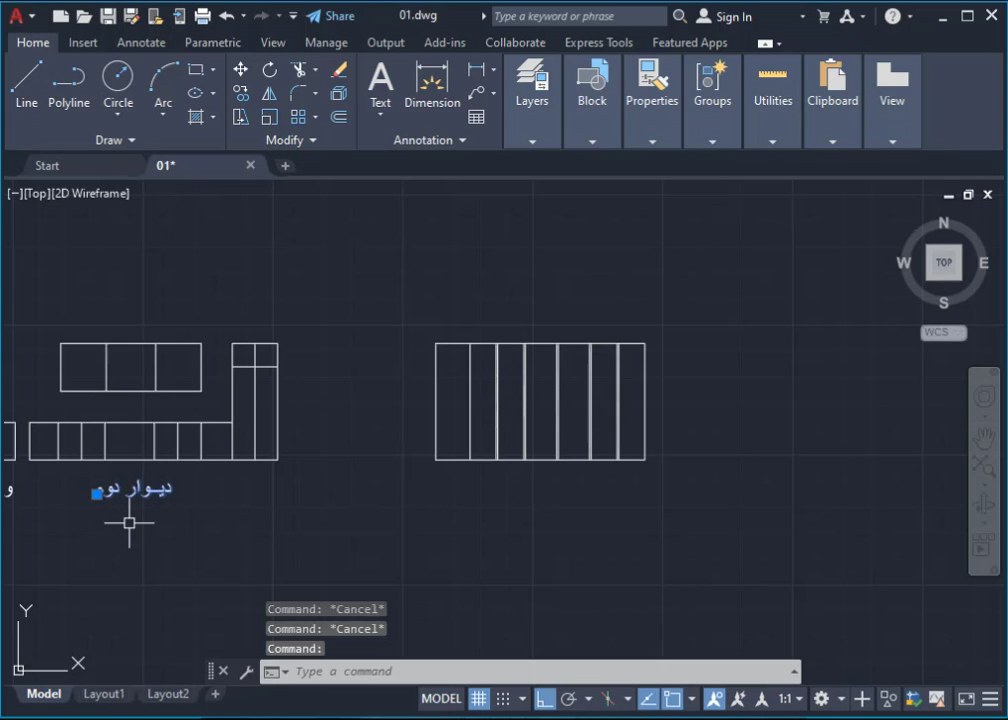 Share
01.dwg
Type a keyword or phrase
Sign In
Home Insert Annotate Parametric View Manage Output Add-ins Collaborate Express Tools Featured Apps
Line Polyline Circle Arc Text Dimension Layers Block Properties Groups Utilities Clipboard View
Draw Modify Annotation
Start 01*
[−][Top][2D Wireframe]
N
W TOP E
S
WCS
و
دیوار دو
Y
X
Command: *Cancel*
Command: *Cancel*
Command:
Type a command
Model Layout1 Layout2
MODEL 1:1